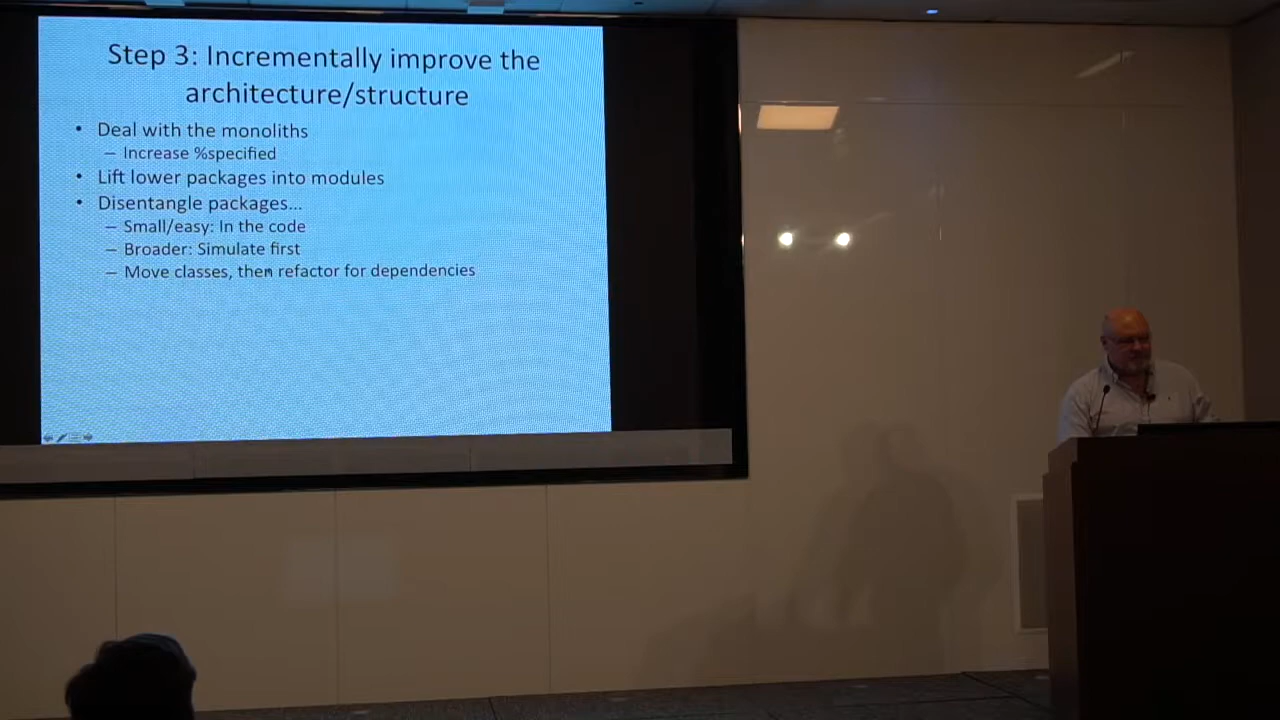 Step 3: Incrementally improve the
architecture/structure
• Deal with the monoliths
– Increase %specified
• Lift lower packages into modules
• Disentangle packages...
– Small/easy: In the code
– Broader: Simulate first
– Move classes, then refactor for dependencies